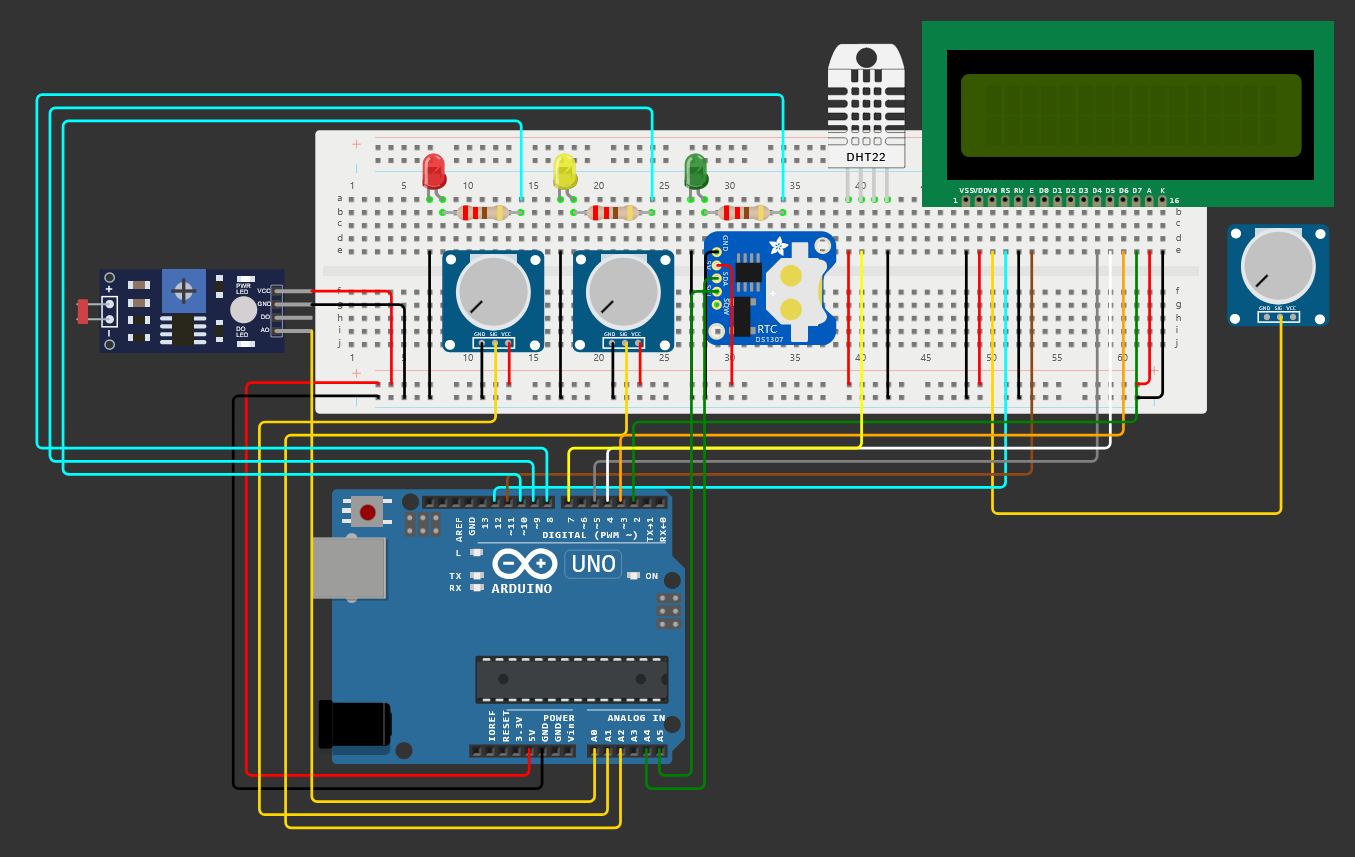 DHT22
VSS VDD V0 RS RW E D0 D1 D2 D3 D4 D5 D6 D7 A K
1 16
1 5 10 15 20 25 30 35 40
a
b b
c c
d d
e e
f f
g g
h h
i i
j j
1 5 10 15 20 25 30 35 40 45 50 55 60
PWR
LED
VCC
GND
DO
AO
DO
LED
GND SIG VCC
GND SIG VCC
GND
5V
SDA
SQW
RTC
DS1307
GND SIG VCC
AREF
GND
13
12
~11
~10
~9
8
7
~6
~5
4
~3
2
TX→1
RX←0
DIGITAL (PWM ~)
L
TX
RX
ARDUINO
UNO
ON
IOREF
RESET
3.3V
5V
GND
GND
Vin
POWER
ANALOG IN
A0
A1
A2
A3
A4
A5